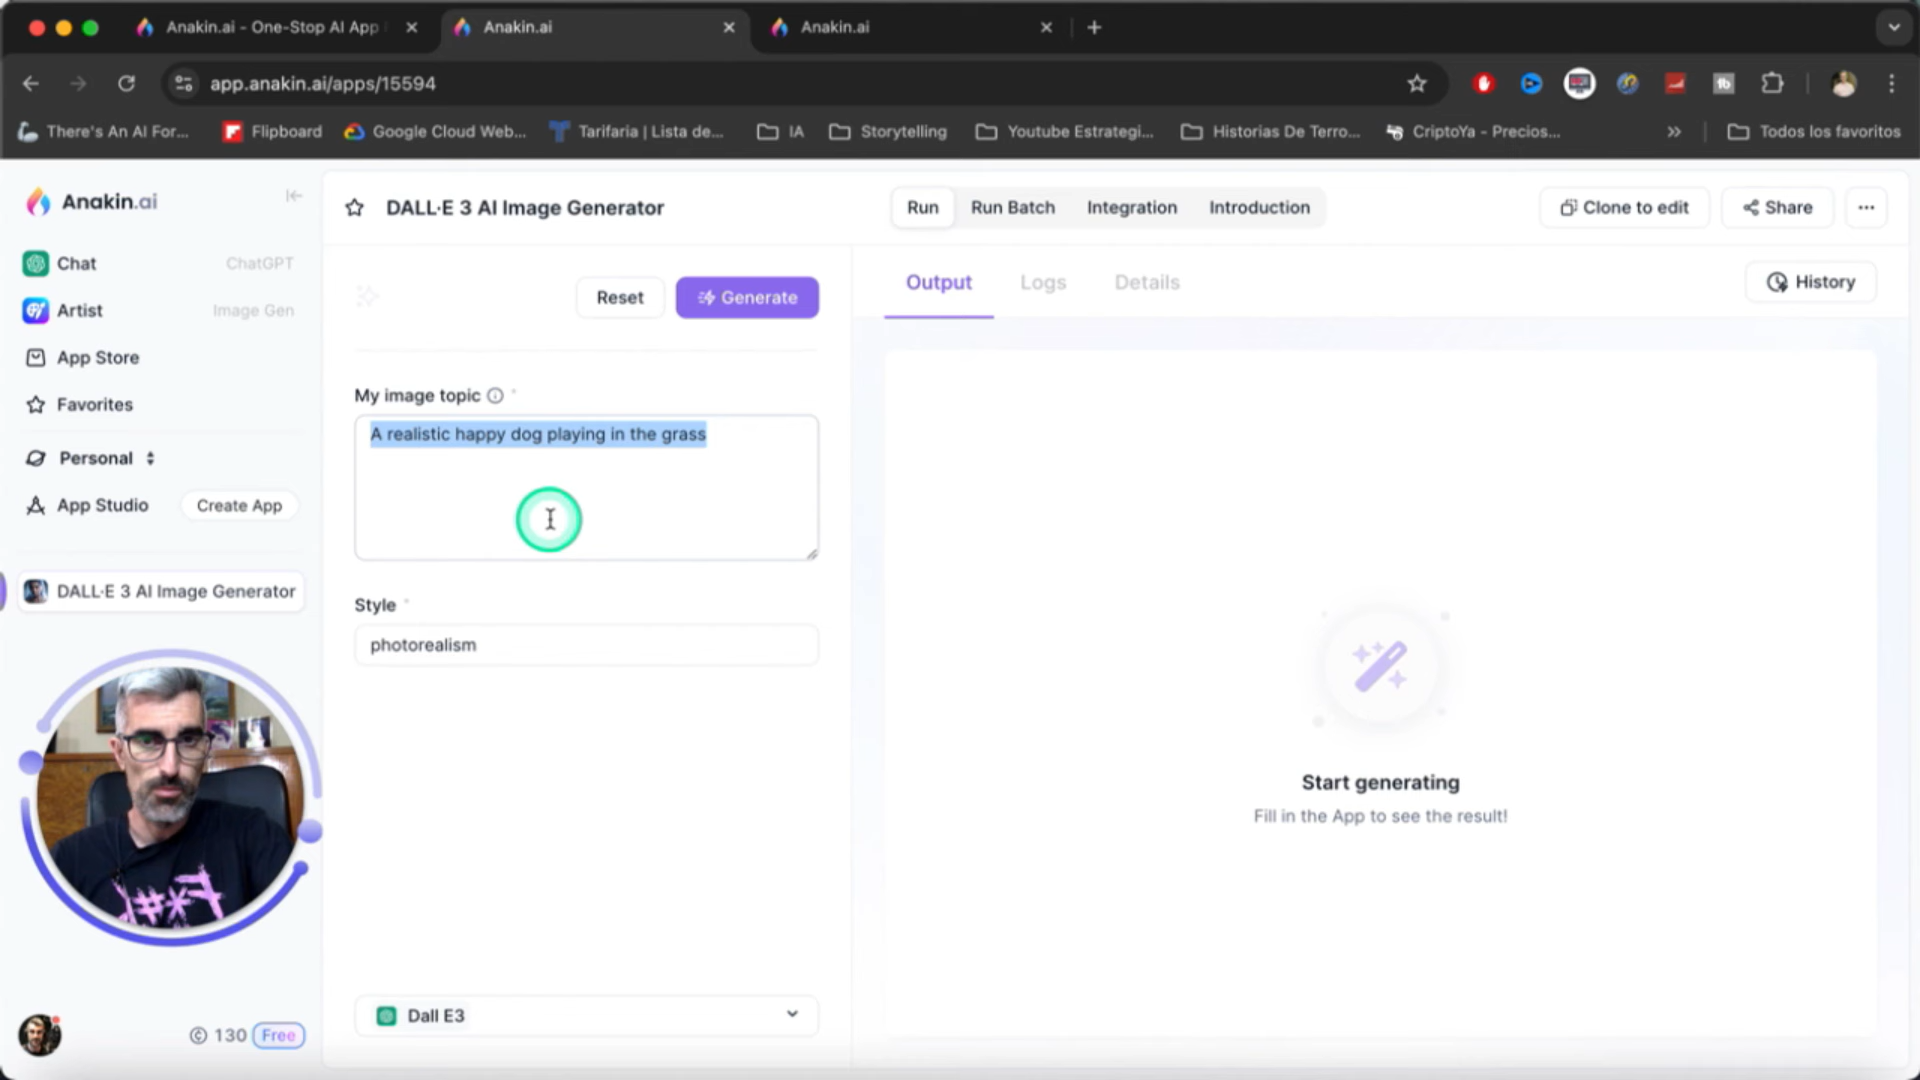 Anakin.ai - One-Stop AI App
Anakin.ai
Anakin.ai
app.anakin.ai/apps/15594
There's An AI For...
Flipboard
Google Cloud Web...
Tarifaria | Lista de...
IA
Storytelling
Youtube Estrategi...
Historias De Terro...
CriptoYa - Precios...
Todos los favoritos
Anakin.ai
DALL·E 3 AI Image Generator
Run
Run Batch
Integration
Introduction
Clone to edit
Share
Chat
ChatGPT
Artist
Image Gen
App Store
Favorites
Personal
App Studio
Create App
DALL·E 3 AI Image Generator
130
Free
Reset
Generate
My image topic
A realistic happy dog playing in the grass
Style
photorealism
Dall E3
Output
Logs
Details
History
Start generating
Fill in the App to see the result!